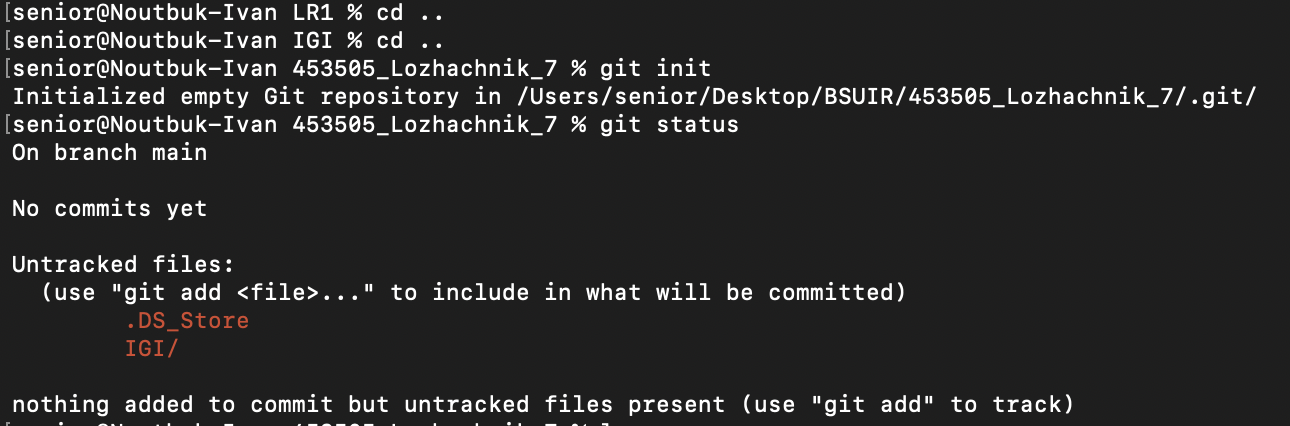 [senior@Noutbuk-Ivan LR1 % cd ..
[senior@Noutbuk-Ivan IGI % cd ..
[senior@Noutbuk-Ivan 453505_Lozhachnik_7 % git init
Initialized empty Git repository in /Users/senior/Desktop/BSUIR/453505_Lozhachnik_7/.git/
[senior@Noutbuk-Ivan 453505_Lozhachnik_7 % git status
On branch main
No commits yet
Untracked files:
(use "git add <file>..." to include in what will be committed)
.DS_Store
IGI/
nothing added to commit but untracked files present (use "git add" to track)